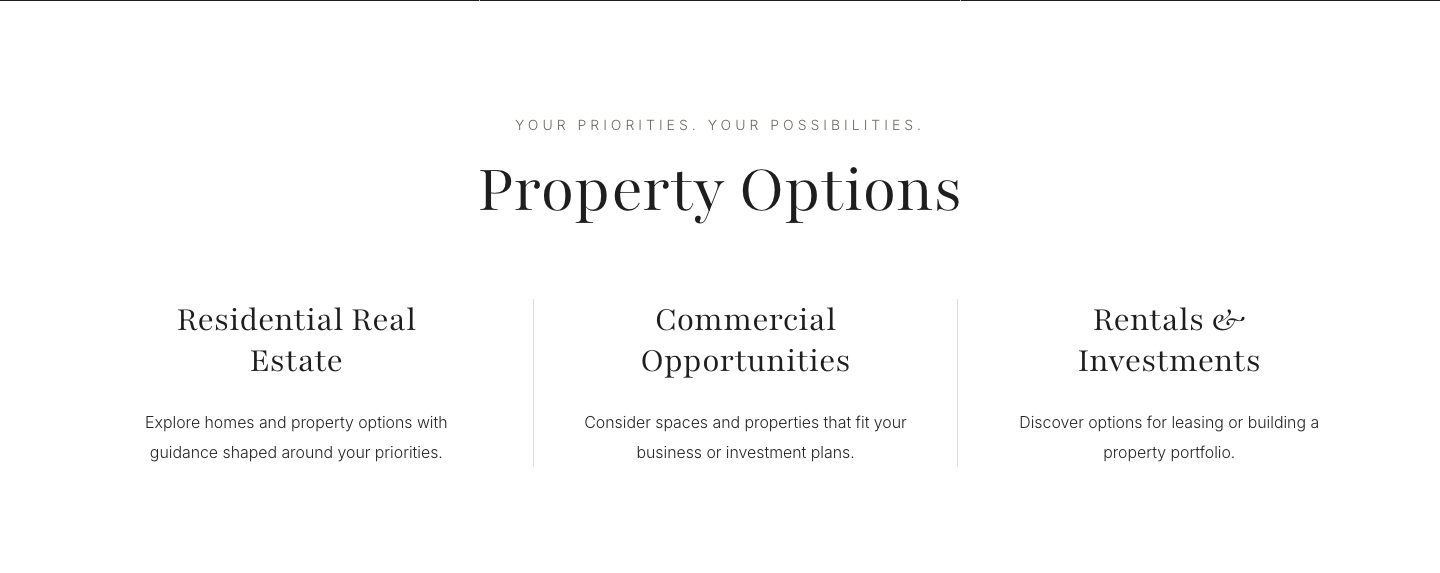 YOUR PRIORITIES. YOUR POSSIBILITIES.
Property Options
Residential Real
Estate
Explore homes and property options with
guidance shaped around your priorities.
Commercial
Opportunities
Consider spaces and properties that fit your
business or investment plans.
Rentals &
Investments
Discover options for leasing or building a
property portfolio.